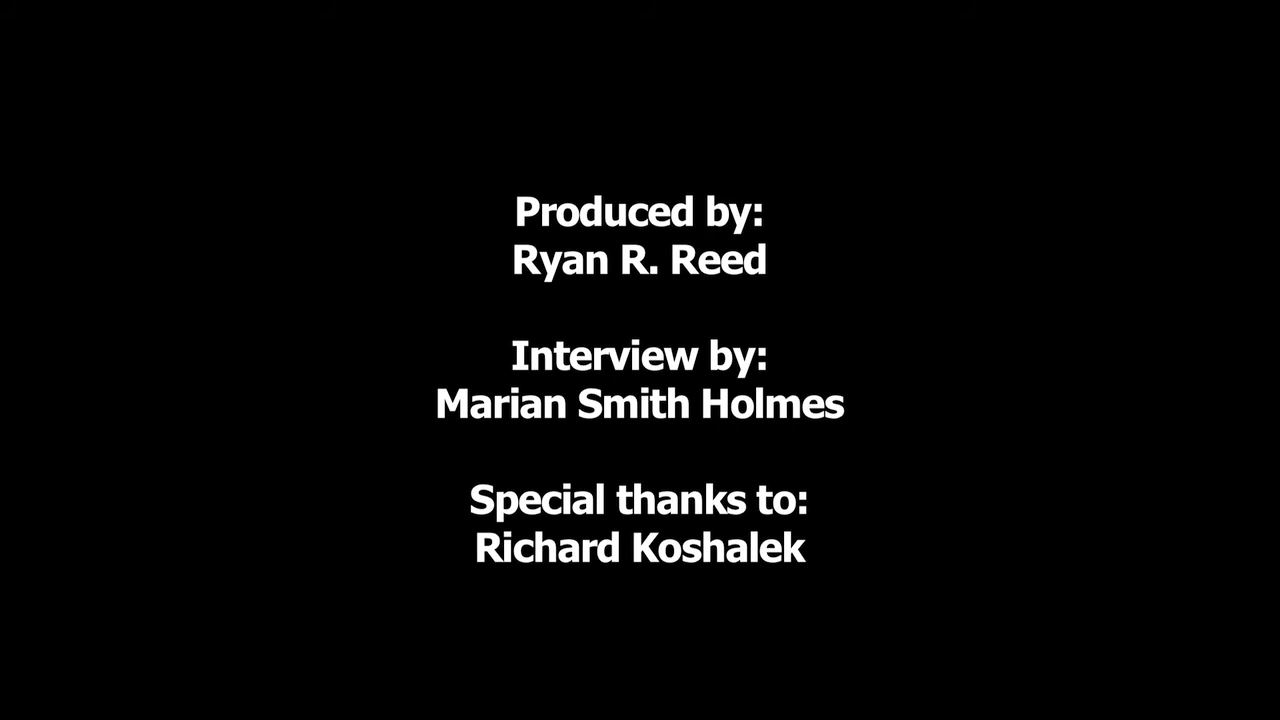 Produced by:
Ryan R. Reed
Interview by:
Marian Smith Holmes
Special thanks to:
Richard Koshalek